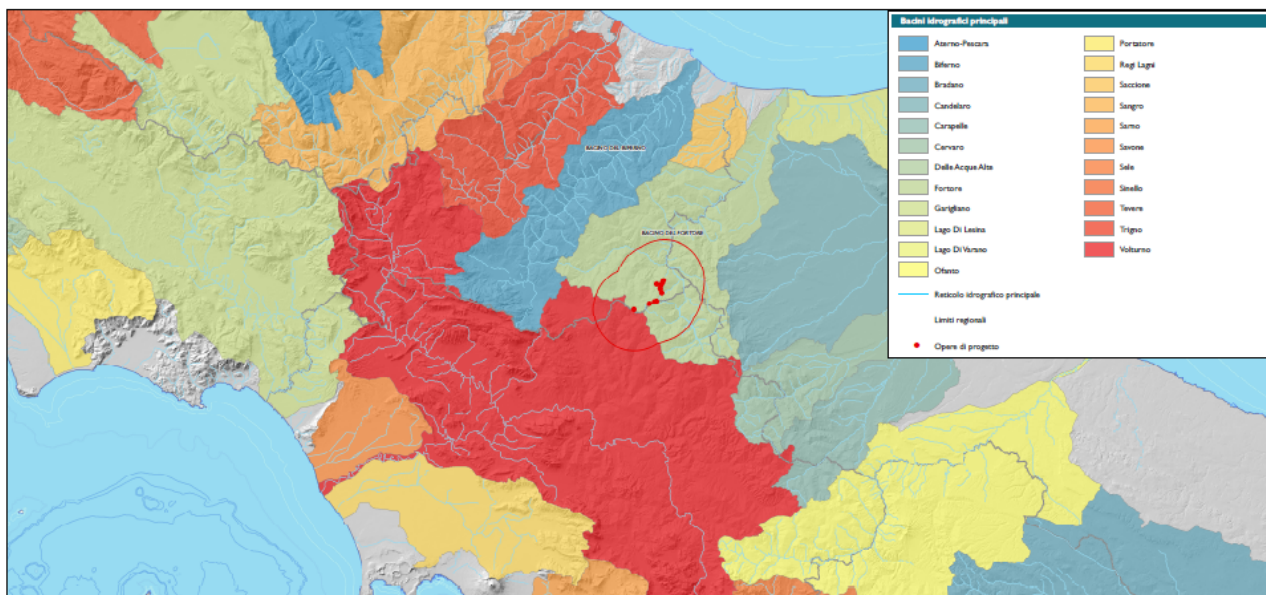 Bacini idrografici principali
Aterno-Pescara
Biferno
Bradano
Candelaro
Carapelle
Cervaro
Delle Acque Alte
Fortore
Garigliano
Lago Di Lesina
Lago Di Varano
Ofanto
Portatore
Regi Lagni
Saccione
Sangro
Sarno
Savone
Sele
Sinello
Tevere
Trigno
Volturno
Reticolo idrografico principale
Limiti regionali
Opere di progetto
BACINO DEL BIFERNO
BACINO DEL FORTORE